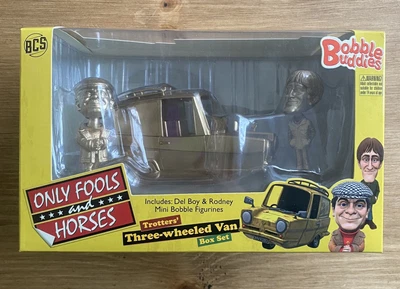 BCS
Bobble
Buddies
WARNING!
ONLY FOOLS
and
HORSES
Includes: Del Boy & Rodney
Mini Bobble Figurines
Trotters'
Three-wheeled Van
Box Set